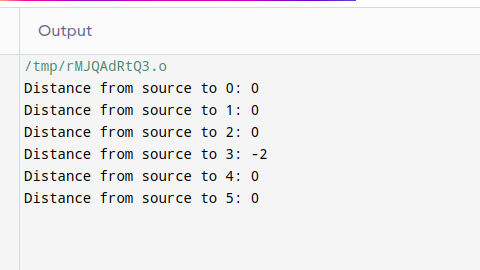 Output
/tmp/rMJQAdRtQ3.o
Distance from source to 0: 0
Distance from source to 1: 0
Distance from source to 2: 0
Distance from source to 3: -2
Distance from source to 4: 0
Distance from source to 5: 0